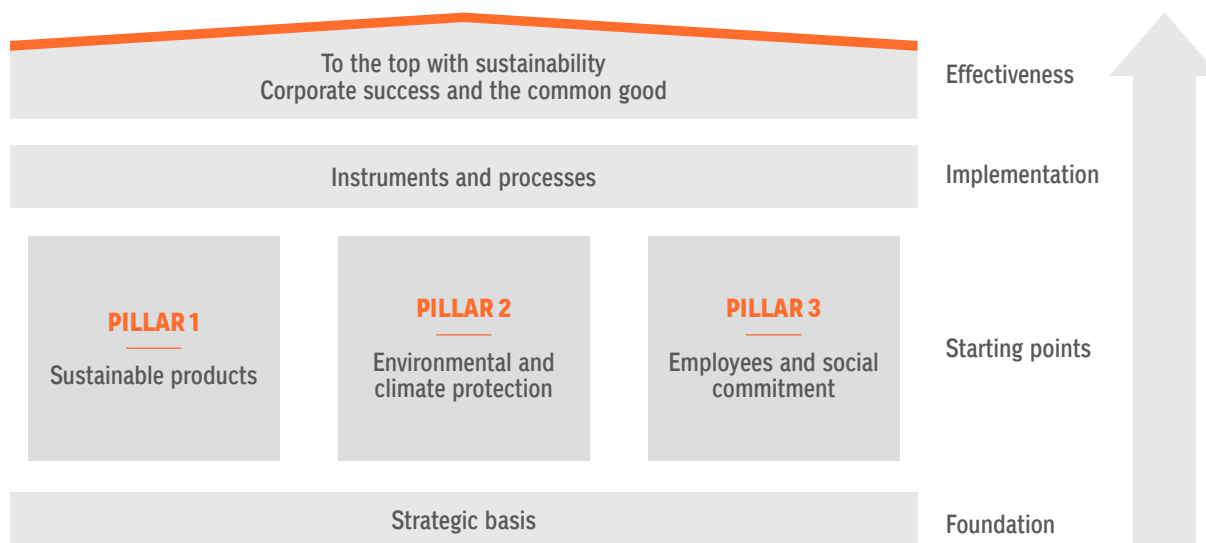 To the top with sustainability
Corporate success and the common good
Effectiveness
Instruments and processes
Implementation
PILLAR 1
Sustainable products
PILLAR 2
Environmental and
climate protection
PILLAR 3
Employees and social
commitment
Starting points
Strategic basis
Foundation